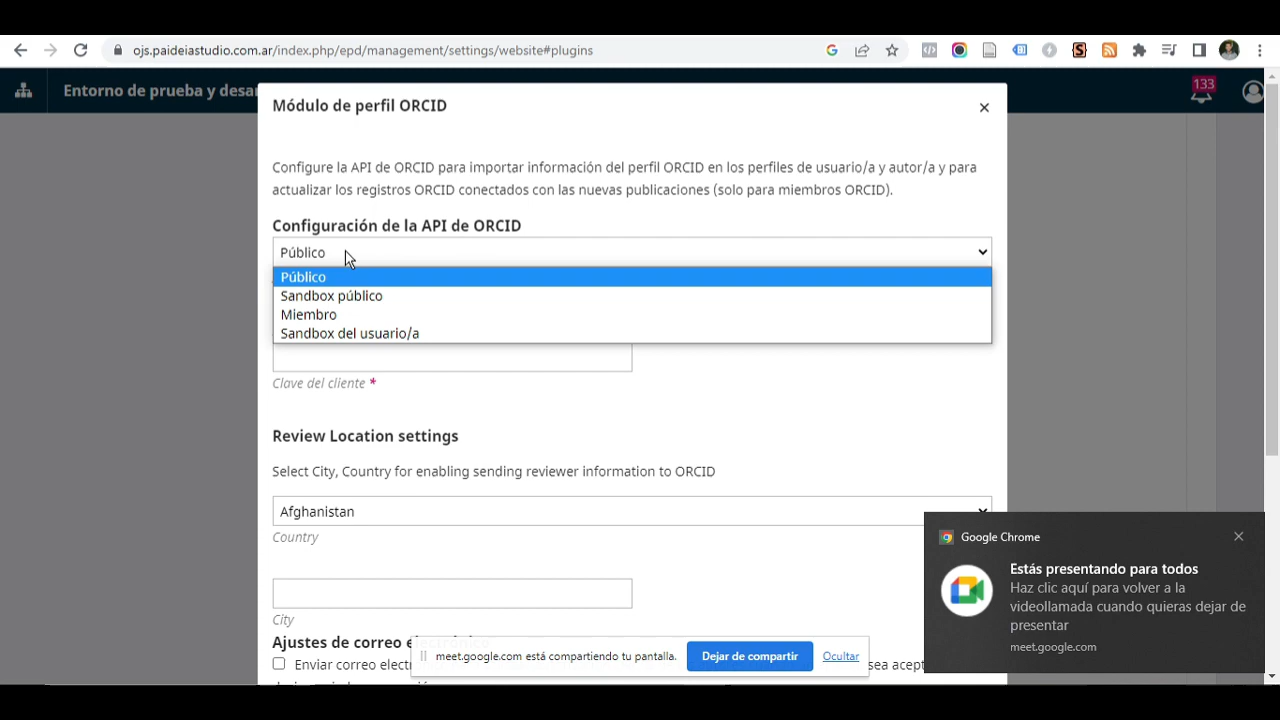 ojs.paideiastudio.com.ar/index.php/epd/management/settings/website#plugins
133
Entorno de prueba y desar
Módulo de perfil ORCID
×
Configure la API de ORCID para importar información del perfil ORCID en los perfiles de usuario/a y autor/a y para
actualizar los registros ORCID conectados con las nuevas publicaciones (solo para miembros ORCID).
Configuración de la API de ORCID
Público
Público
Sandbox público
Miembro
Sandbox del usuario/a
Clave del cliente *
Review Location settings
Select City, Country for enabling sending reviewer information to ORCID
Afghanistan
Country
City
Google Chrome
Estás presentando para todos
Haz clic aquí para volver a la
videollamada cuando quieras dejar de
presentar
meet.google.com
Ajustes de correo
Enviar correo
meet.google.com está compartiendo tu pantalla.
Dejar de compartir
Ocultar